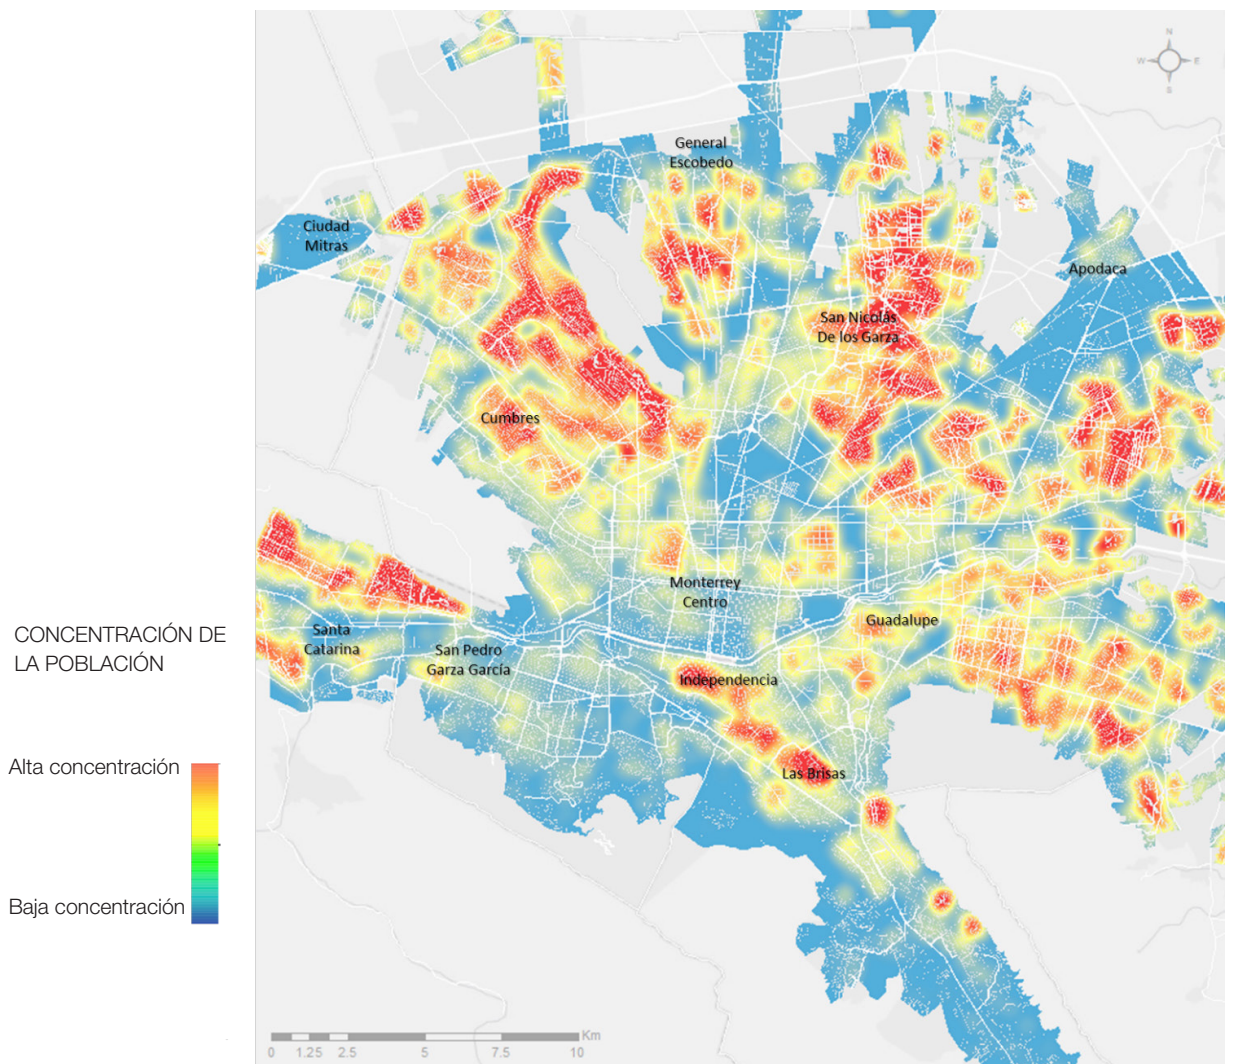 N
W
E
S
General
Escobedo
Ciudad
Mitras
Apodaca
San Nicolás
De los Garza
Cumbres
Monterrey
Centro
Guadalupe
Santa
Catarina
San Pedro
Garza García
Independencia
Las Brisas
CONCENTRACIÓN DE
LA POBLACIÓN
Alta concentración
Baja concentración
Km
0 1.25 2.5 5 7.5 10